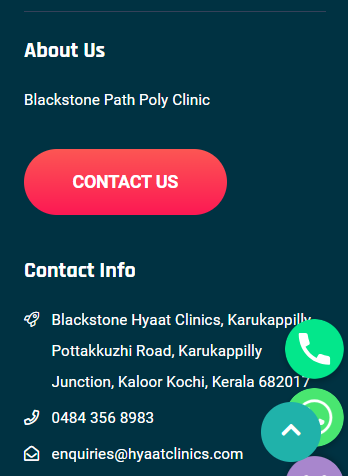 About Us
Blackstone Path Poly Clinic
CONTACT US
Contact Info
Blackstone Hyaat Clinics, Karukappilly
Pottakkuzhi Road, Karukappilly
Junction, Kaloor Kochi, Kerala 682017
0484 356 8983
enquiries@hyaatclinics.com